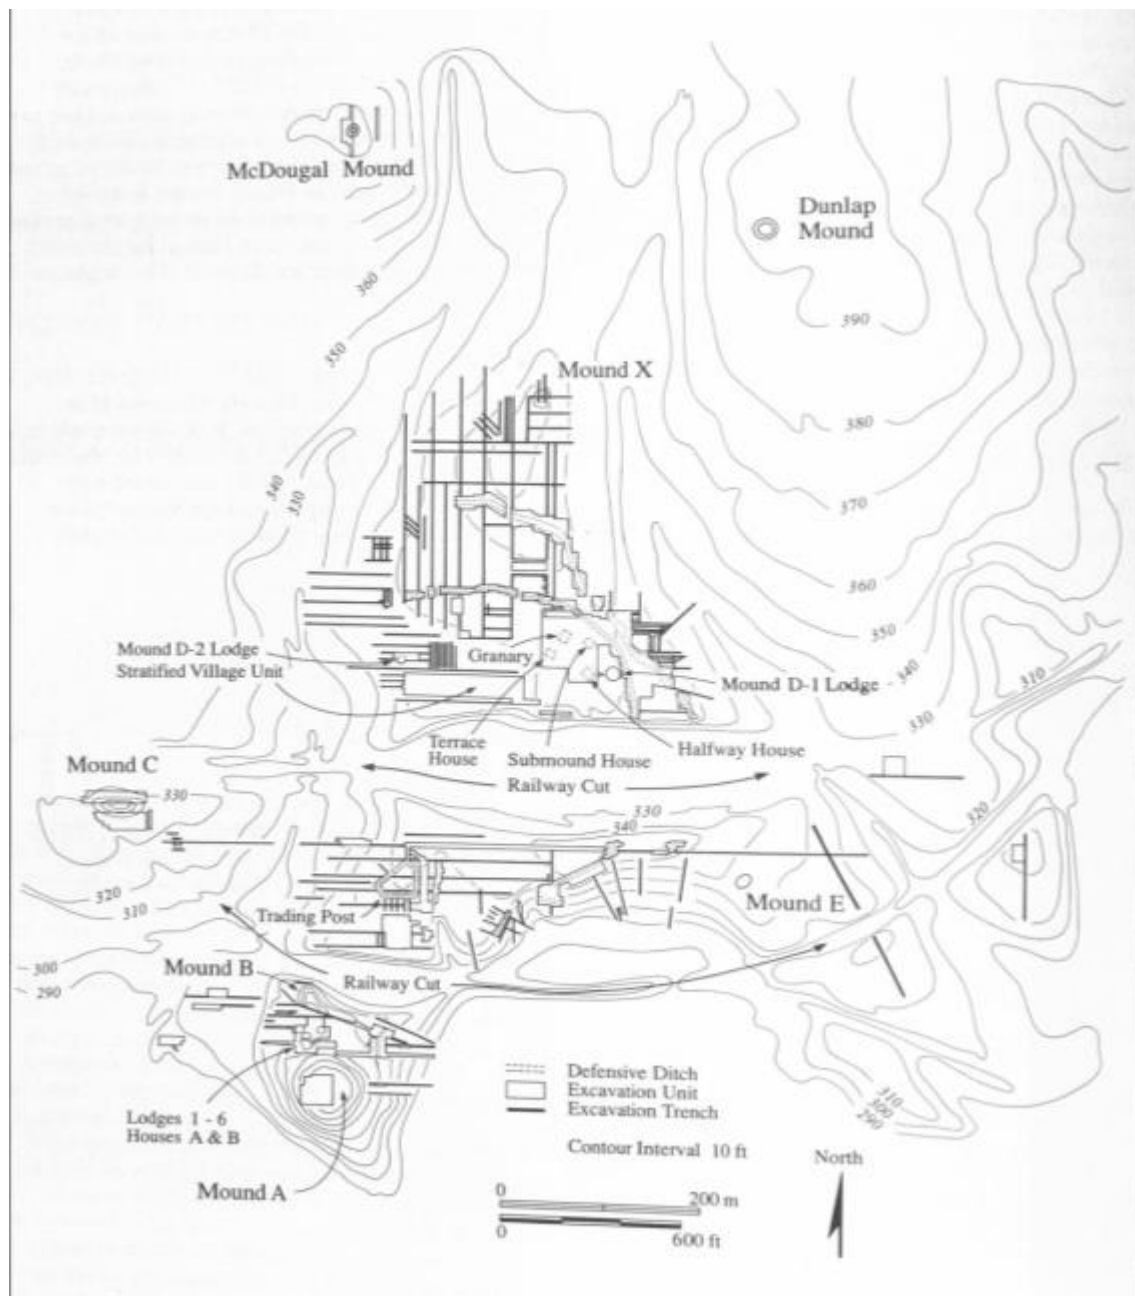 McDougal Mound
Dunlap
Mound
360
390
350
Mound X
380
340
330
370
360
350
Mound D-2 Lodge
Stratified Village Unit
Granary
Mound D-1 Lodge
340
310
330
Terrace
House
Submound House
Halfway House
Mound C
Railway Cut
330
330
320
340
320
310
Trading Post
Mound E
300
290
Mound B
Railway Cut
Defensive Ditch
Excavation Unit
Excavation Trench
310
300
290
Lodges 1 - 6
Houses A & B
Contour Interval 10 ft
North
Mound A
0
200 m
0
600 ft